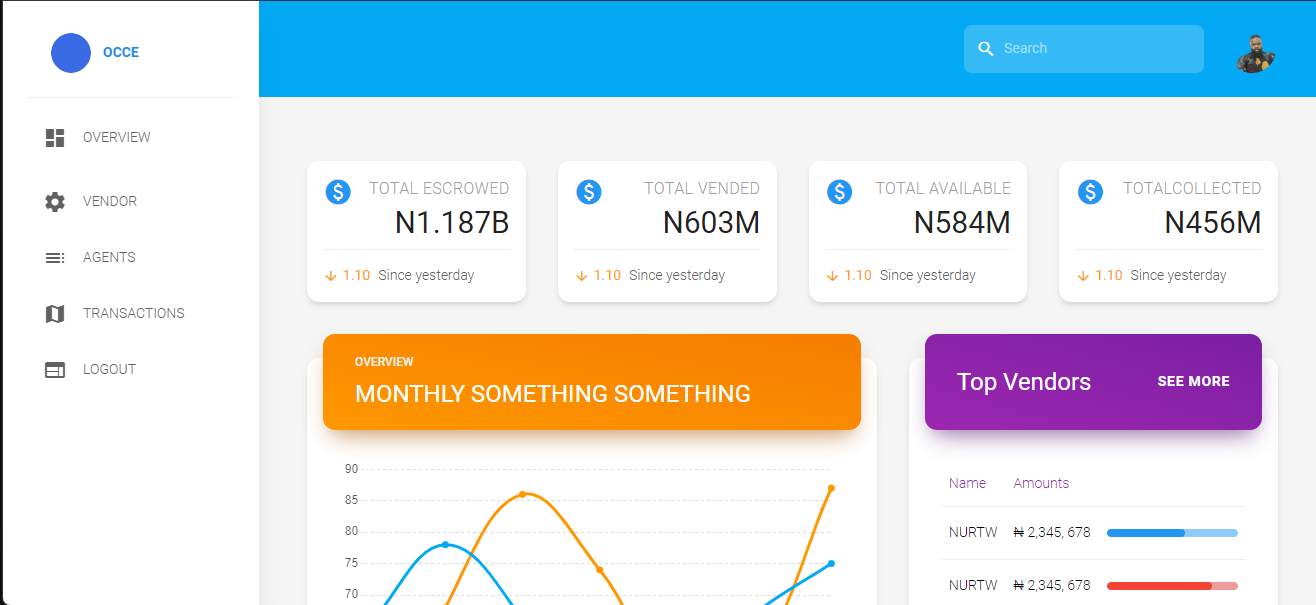 OCCE
Search
OVERVIEW
VENDOR
AGENTS
TRANSACTIONS
LOGOUT
TOTAL ESCROWED
N1.187B
1.10 Since yesterday
TOTAL VENDED
N603M
1.10 Since yesterday
TOTAL AVAILABLE
N584M
1.10 Since yesterday
TOTALCOLLECTED
N456M
1.10 Since yesterday
OVERVIEW
MONTHLY SOMETHING SOMETHING
90
85
80
75
70
Top Vendors SEE MORE
Name Amounts
NURTW ₦ 2,345, 678
NURTW ₦ 2,345, 678